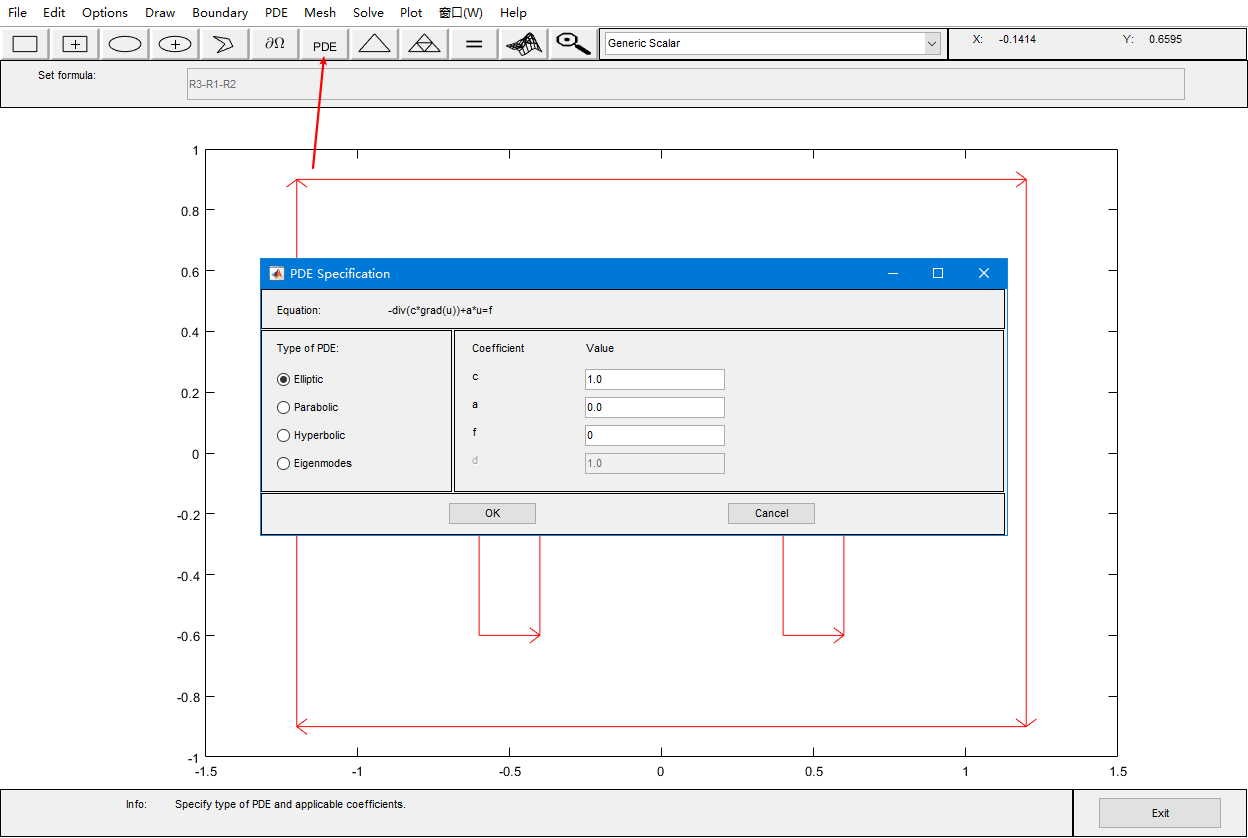 File Edit Options Draw Boundary PDE Mesh Solve Plot 窗口(W) Help
∂Ω PDE = Generic Scalar X: -0.1414 Y: 0.6595
Set formula: R3-R1-R2
1
0.8
0.6
0.4
0.2
0
-0.2
-0.4
-0.6
-0.8
-1
-1.5 -1 -0.5 0 0.5 1 1.5
PDE Specification
Equation: -div(c*grad(u))+a*u=f
Type of PDE: Coefficient Value
Elliptic c 1.0
Parabolic a 0.0
Hyperbolic f 0
Eigenmodes d 1.0
OK Cancel
Info: Specify type of PDE and applicable coefficients. Exit